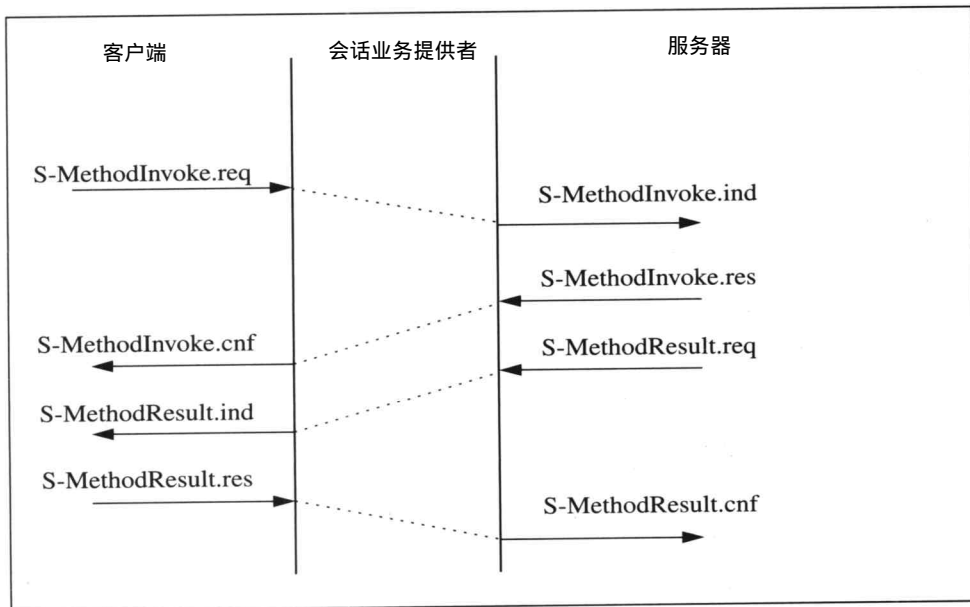 客户端
会话业务提供者
服务器
S-MethodInvoke.req
S-MethodInvoke.ind
S-MethodInvoke.res
S-MethodInvoke.cnf
S-MethodResult.req
S-MethodResult.ind
S-MethodResult.res
S-MethodResult.cnf